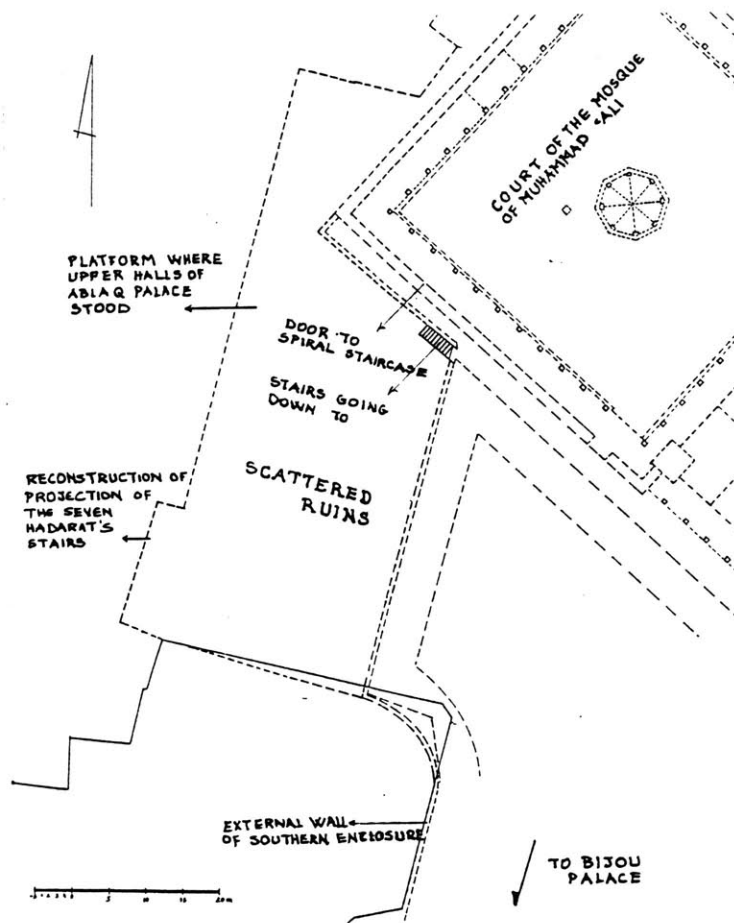 COURT OF THE MOSQUE
OF MUHAMMAD ʿALI
PLATFORM WHERE
UPPER HALLS OF
ABLAQ PALACE
STOOD
DOOR TO
SPIRAL STAIRCASE
STAIRS GOING
DOWN TO
SCATTERED
RUINS
RECONSTRUCTION OF
PROJECTION OF
THE SEVEN
HADARAT'S
STAIRS
EXTERNAL WALL
OF SOUTHERN ENCLOSURE
TO BIJOU
PALACE
5 10 15 20m